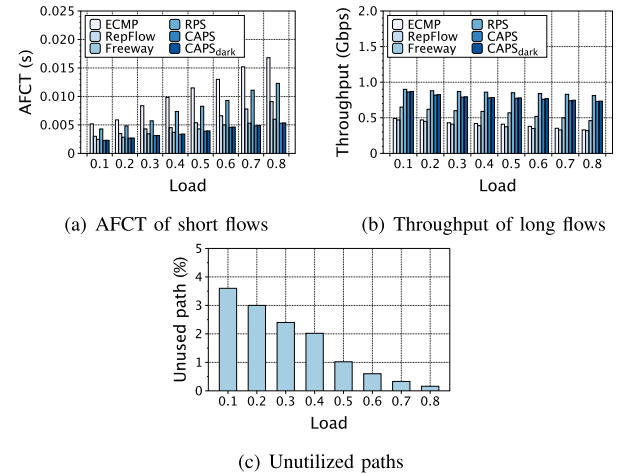 AFCT (s)
0.025
0.020
0.015
0.010
0.005
0
ECMP
RepFlow
Freeway
RPS
CAPS
CAPSdark
0.1 0.2 0.3 0.4 0.5 0.6 0.7 0.8
Load
(a) AFCT of short flows
Throughput (Gbps)
2.0
1.5
1.0
0.5
0
ECMP
RepFlow
Freeway
RPS
CAPS
CAPSdark
0.1 0.2 0.3 0.4 0.5 0.6 0.7 0.8
Load
(b) Throughput of long flows
Unused path (%)
5
4
3
2
1
0
0.1 0.2 0.3 0.4 0.5 0.6 0.7 0.8
Load
(c) Unutilized paths